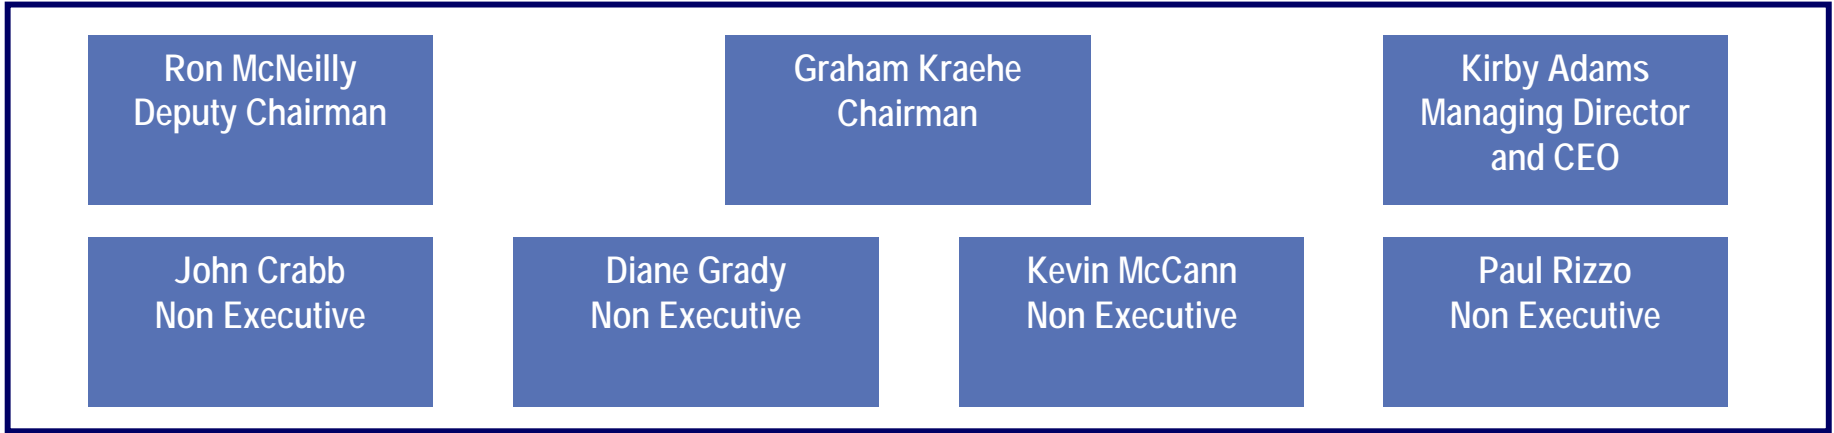 Ron McNeilly
Deputy Chairman
Graham Kraehe
Chairman
Kirby Adams
Managing Director
and CEO
John Crabb
Non Executive
Diane Grady
Non Executive
Kevin McCann
Non Executive
Paul Rizzo
Non Executive